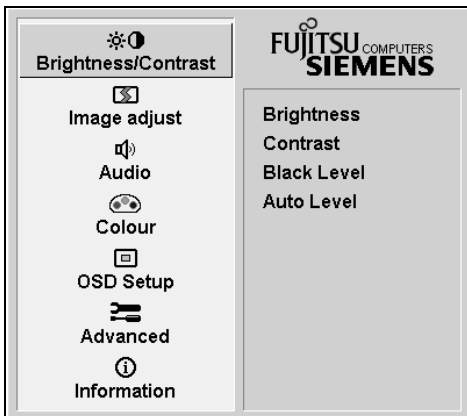 Brightness/Contrast
Image adjust
Audio
Colour
OSD Setup
Advanced
Information
FUJITSU COMPUTERS
SIEMENS
Brightness
Contrast
Black Level
Auto Level